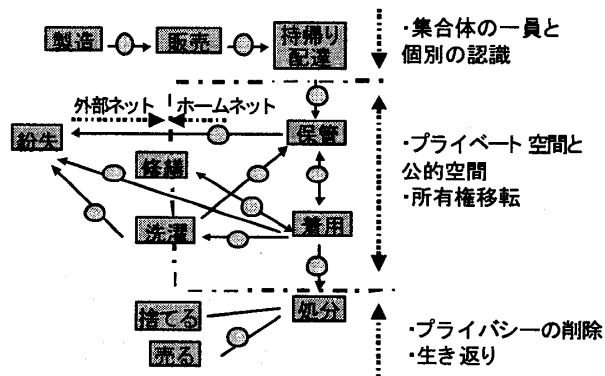 製造
販売
持帰り
配達
・集合体の一員と
個別の認識
外部ネット
ホームネット
紛失
保管
修繕
・プライベート空間と
公的空間
・所有権移転
洗濯
着用
捨てる
処分
売る
・プライバシーの削除
・生き返り